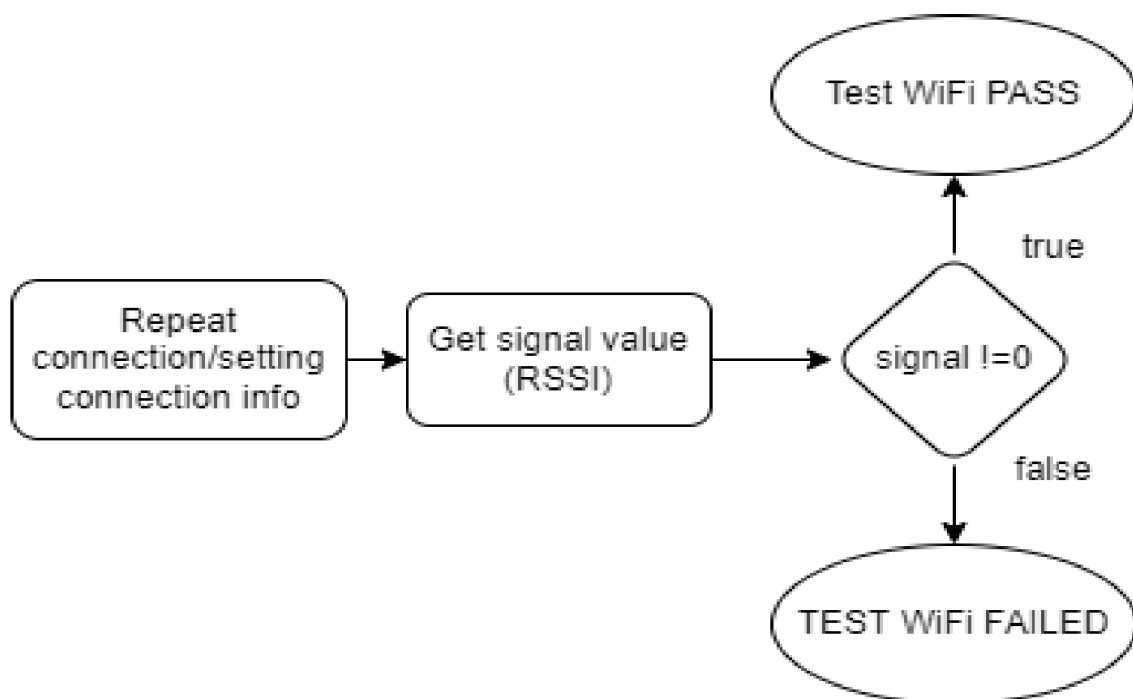 Test WiFi PASS
true
Repeat
connection/setting
connection info
Get signal value
(RSSI)
signal !=0
false
TEST WiFi FAILED